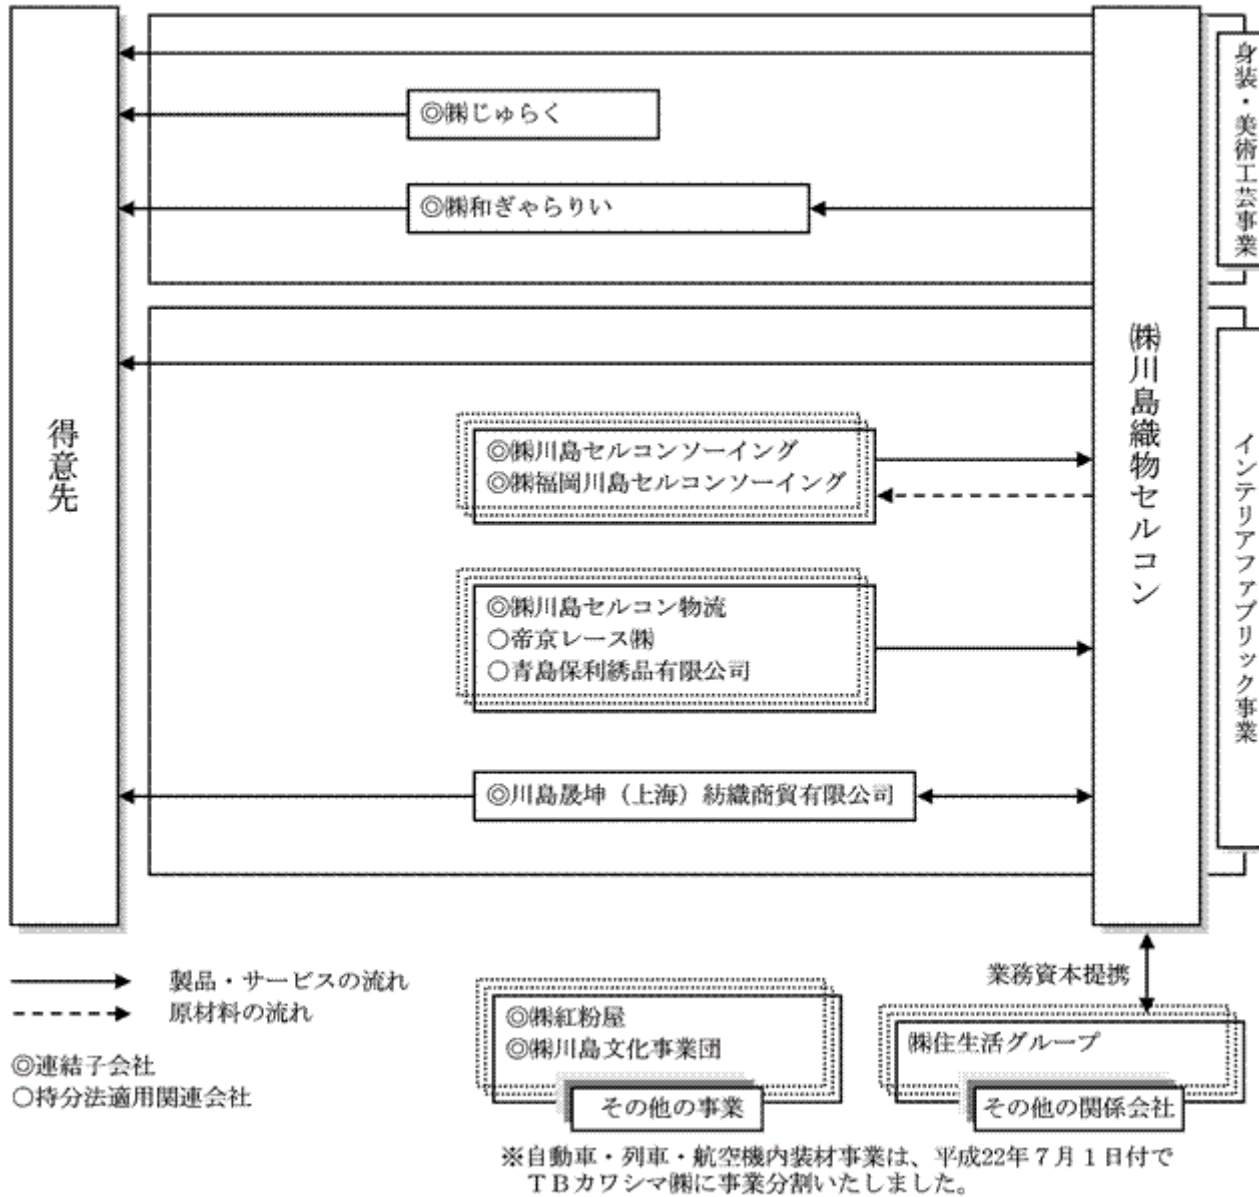 身装・美術工芸事業
◎㈱じゅらく
◎㈱和ぎゃらりい
得意先
㈱川島織物セルコン
インテリアファブリック事業
◎㈱川島セルコンソーイング
◎㈱福岡川島セルコンソーイング
◎㈱川島セルコン物流
○帝京レース㈱
○青島保利綉品有限公司
◎川島晟坤（上海）紡織商貿有限公司
製品・サービスの流れ
原材料の流れ
◎連結子会社
○持分法適用関連会社
◎㈱紅粉屋
◎㈱川島文化事業団
その他の事業
業務資本提携
㈱住生活グループ
その他の関係会社
※自動車・列車・航空機内装材事業は、平成22年７月１日付で
ＴＢカワシマ㈱に事業分割いたしました。